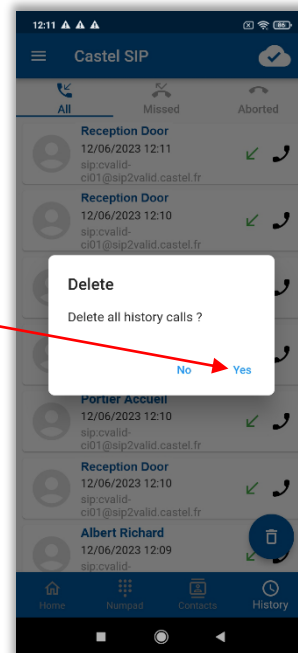 12:11
86
Castel SIP
All Missed Aborted
Reception Door
12/06/2023 12:11
sip:cvalid-
ci01@sip2valid.castel.fr
Reception Door
12/06/2023 12:10
sip:cvalid-
ci01@sip2valid.castel.fr
Delete
Delete all history calls ?
No Yes
Portier Accueil
12/06/2023 12:10
sip:cvalid-
ci01@sip2valid.castel.fr
Reception Door
12/06/2023 12:10
sip:cvalid-
ci01@sip2valid.castel.fr
Albert Richard
12/06/2023 12:09
sip:cvalid-
Home Numpad Contacts History